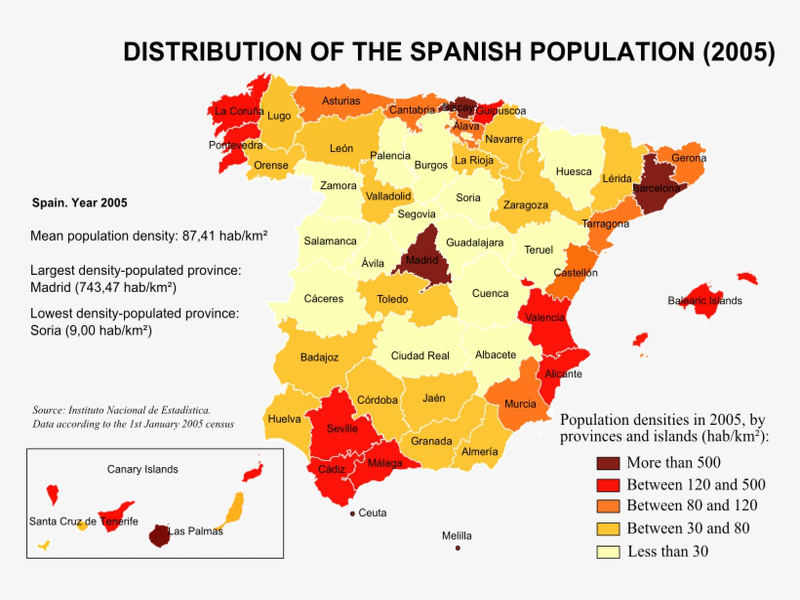 DISTRIBUTION OF THE SPANISH POPULATION (2005)
La Coruña
Lugo
Asturias
Cantabria
Biscay
Guipuscoa
Pontevedra
Orense
León
Palencia
Burgos
Álava
La Rioja
Navarre
Huesca
Lérida
Gerona
Barcelona
Zamora
Valladolid
Soria
Zaragoza
Tarragona
Spain. Year 2005
Segovia
Mean population density: 87,41 hab/km²
Salamanca
Guadalajara
Teruel
Ávila
Madrid
Castellón
Largest density-populated province:
Madrid (743,47 hab/km²)
Cáceres
Toledo
Cuenca
Balearic Islands
Lowest density-populated province:
Soria (9,00 hab/km²)
Valencia
Badajoz
Ciudad Real
Albacete
Alicante
Córdoba
Jaén
Murcia
Source: Instituto Nacional de Estadística.
Data according to the 1st January 2005 census
Huelva
Seville
Granada
Almería
Cádiz
Málaga
Population densities in 2005, by
provinces and islands (hab/km²):
More than 500
Between 120 and 500
Between 80 and 120
Between 30 and 80
Less than 30
Canary Islands
Santa Cruz de Tenerife
Las Palmas
Ceuta
Melilla